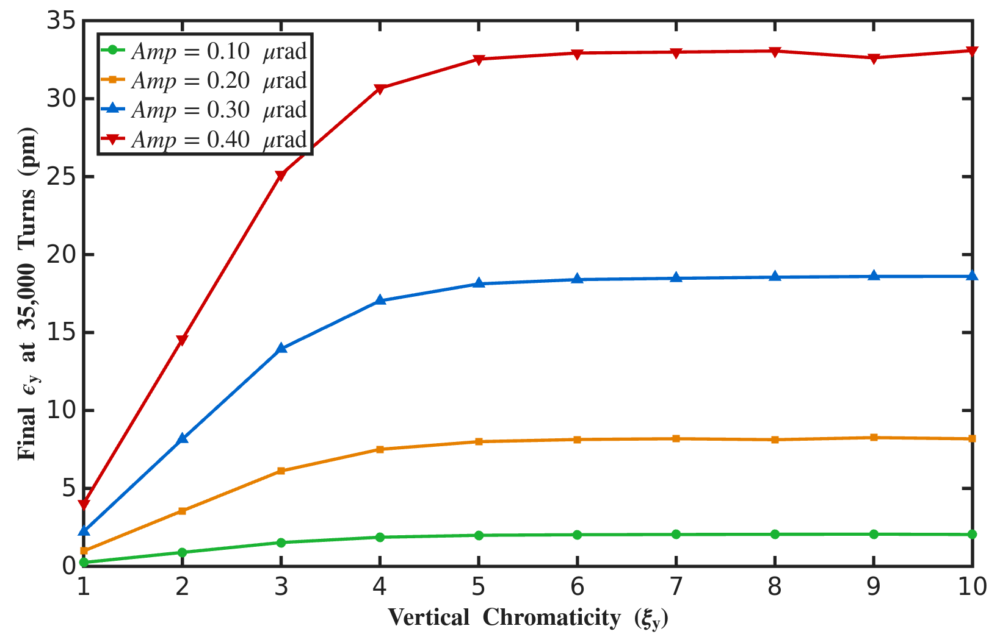 35
30
25
20
15
10
5
0
Final ϵy at 35,000 Turns (pm)
Amp = 0.10 μrad
Amp = 0.20 μrad
Amp = 0.30 μrad
Amp = 0.40 μrad
1 2 3 4 5 6 7 8 9 10
Vertical Chromaticity (ξy)